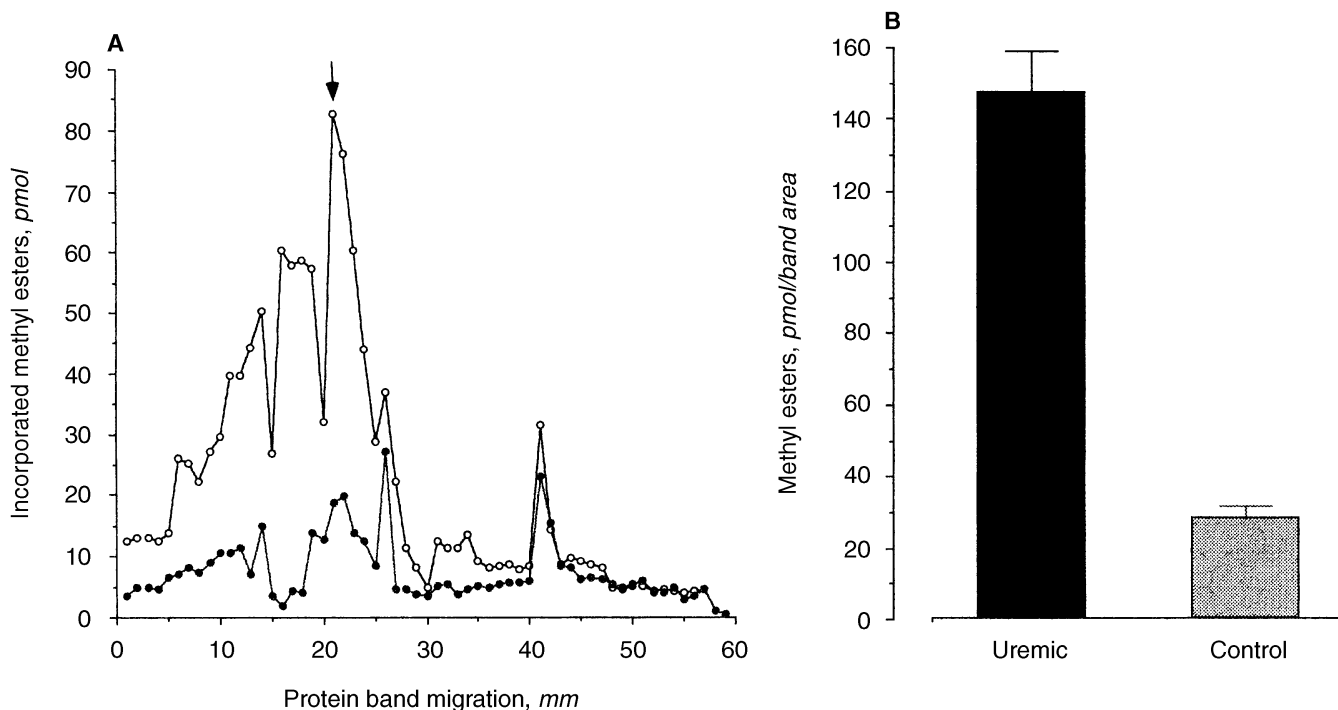 A
90
80
70
60
50
40
30
20
10
0
Incorporated methyl esters, pmol
0 10 20 30 40 50 60
Protein band migration, mm
B
160
140
120
100
80
60
40
20
0
Methyl esters, pmol/band area
Uremic Control